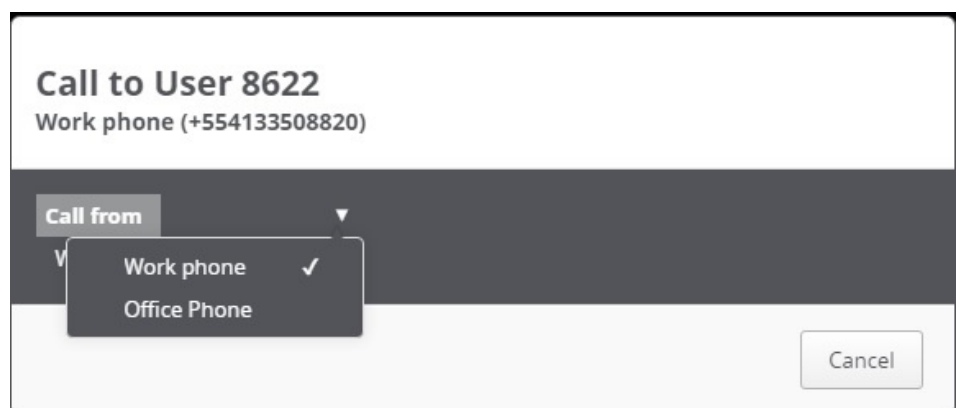 Call to User 8622
Work phone (+554133508820)
Call from
Work phone
Office Phone
Cancel